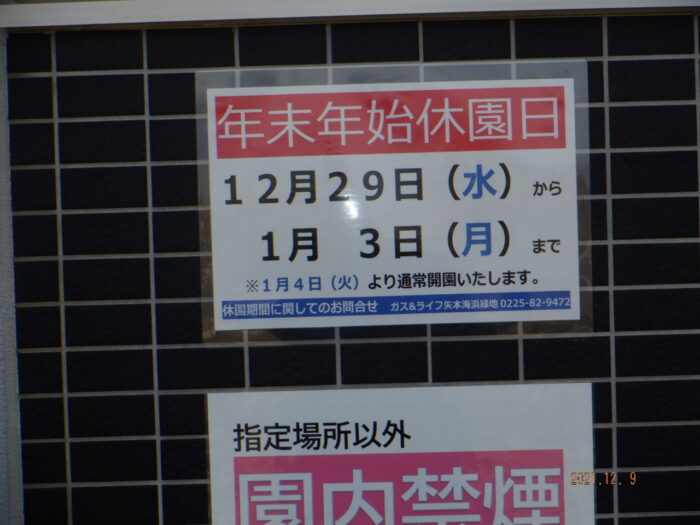 年末年始休園日
12月29日（水）から
1月 3日（月）まで
※1月4日（火）より通常開園いたします。
休園期間に関してのお問合せ ガス&ライフ矢本海浜緑地 0225-82-9472
指定場所以外
園内禁煙
2021.12. 9